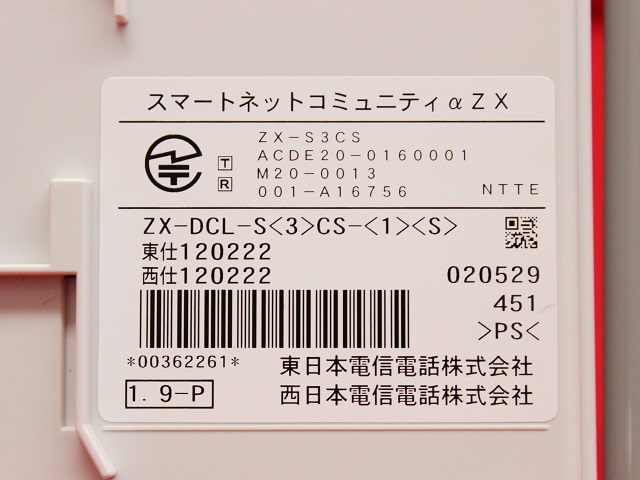 スマートネットコミュニティαZX
ZX-S3CS
T ACDE20-0160001
M20-0013
R 001-A16756 NTTE
ZX-DCL-S<3>CS-<1><S>
東仕120222
西仕120222 020529
451
>PS<
*00362261* 東日本電信電話株式会社
1.9-P 西日本電信電話株式会社